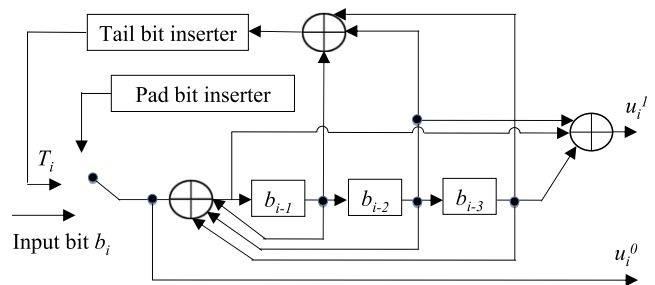 Tail bit inserter
Pad bit inserter
u_i^1
T_i
b_{i-1}
b_{i-2}
b_{i-3}
Input bit b_i
u_i^0